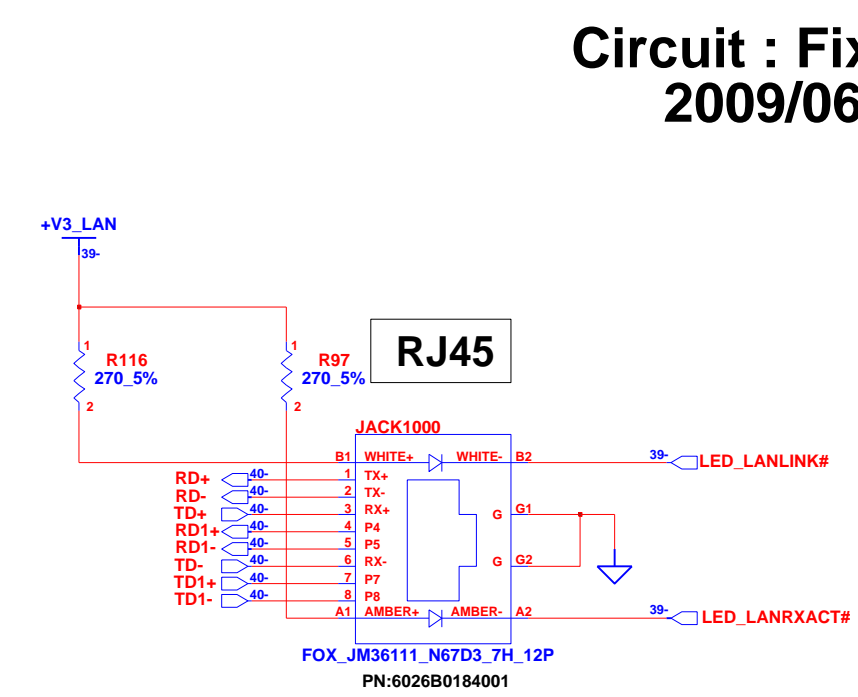 Circuit : Fix
2009/06
+V3_LAN
39-
1
R116
270_5%
2
1
R97
270_5%
2
RJ45
JACK1000
B1 WHITE+ WHITE- B2 39- LED_LANLINK#
RD+ 40- 1 TX+
RD- 40- 2 TX-
TD+ 40- 3 RX+ G G1
RD1+ 40- 4 P4
RD1- 40- 5 P5
TD- 40- 6 RX- G G2
TD1+ 40- 7 P7
TD1- 40- 8 P8
A1 AMBER+ AMBER- A2 39- LED_LANRXACT#
FOX_JM36111_N67D3_7H_12P
PN:6026B0184001